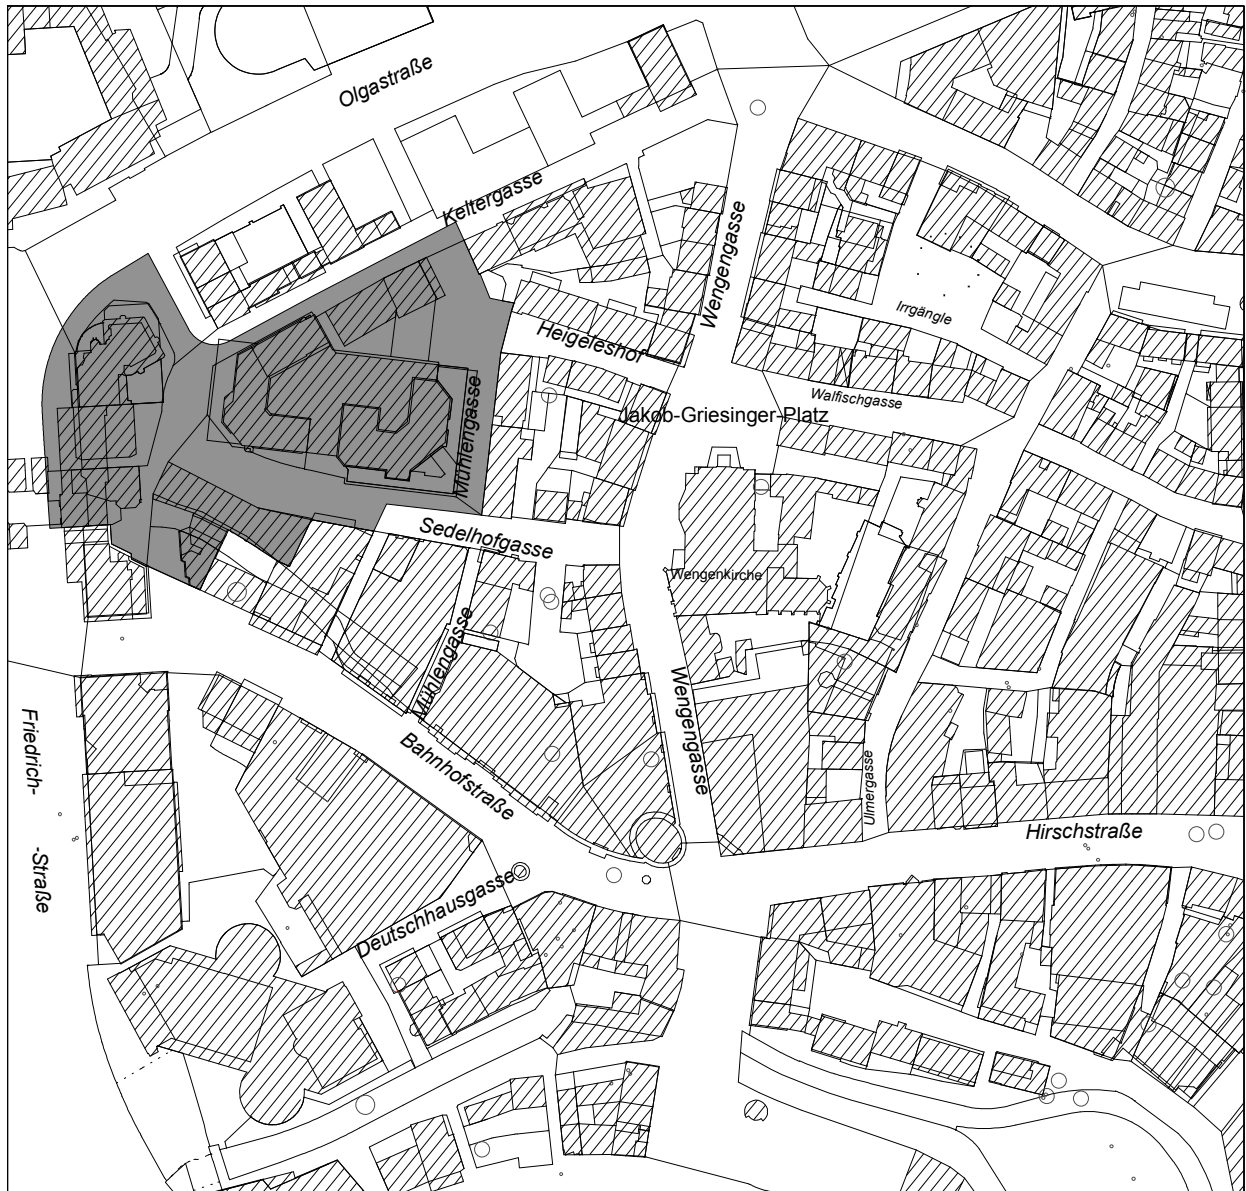 Olgastraße
Keltergasse
Wengengasse
Irrgängle
Heigeleshof
Walfischgasse
Jakob-Griesinger-Platz
Mühlengasse
Sedelhofgasse
Wengenkirche
Mühlengasse
Wengengasse
Friedrich-
-Straße
Bahnhofstraße
Ulmergasse
Hirschstraße
Deutschhausgasse